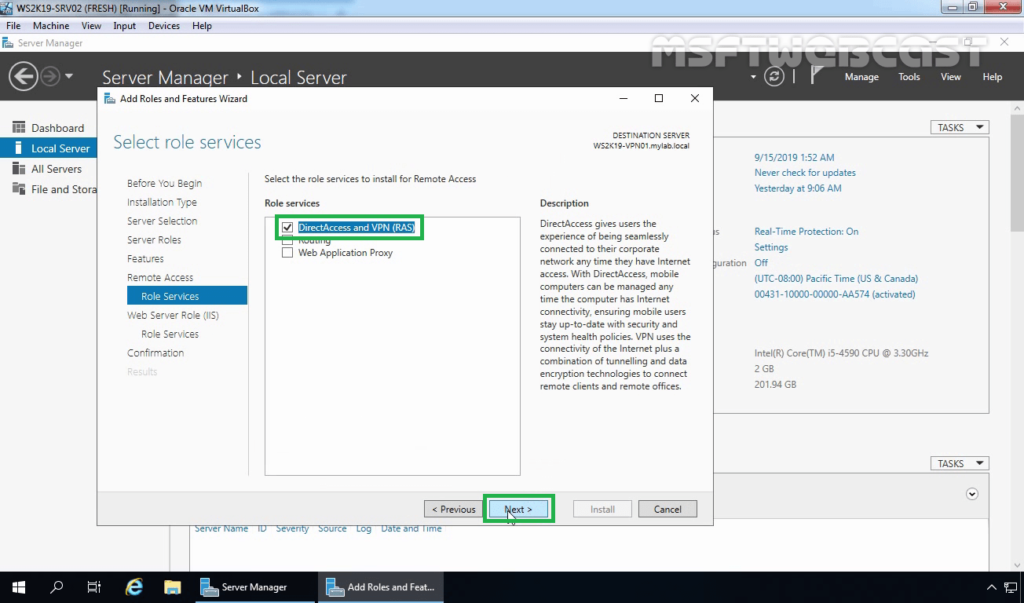 WS2K19-SRV02 (FRESH) [Running] - Oracle VM VirtualBox
File Machine View Input Devices Help
Server Manager
MSFTWEBCAST
Server Manager ‣ Local Server
Manage Tools View Help
Add Roles and Features Wizard
Dashboard
Local Server
All Servers
File and Stora
TASKS
Select role services
DESTINATION SERVER
WS2K19-VPN01.mylab.local
Before You Begin
Installation Type
Server Selection
Server Roles
Features
Remote Access
Role Services
Web Server Role (IIS)
Role Services
Confirmation
Results
Select the role services to install for Remote Access
Role services
DirectAccess and VPN (RAS)
Routing
Web Application Proxy
Description
DirectAccess gives users the
experience of being seamlessly
connected to their corporate
network any time they have Internet
access. With DirectAccess, mobile
computers can be managed any
time the computer has Internet
connectivity, ensuring mobile users
stay up-to-date with security and
system health policies. VPN uses the
connectivity of the Internet plus a
combination of tunnelling and data
encryption technologies to connect
remote clients and remote offices.
9/15/2019 1:52 AM
Never check for updates
Yesterday at 9:06 AM
us Real-Time Protection: On
Settings
guration Off
(UTC-08:00) Pacific Time (US & Canada)
00431-10000-00000-AA574 (activated)
Intel(R) Core(TM) i5-4590 CPU @ 3.30GHz
2 GB
201.94 GB
TASKS
< Previous Next > Install Cancel
Server Name ID Severity Source Log Date and Time
Server Manager
Add Roles and Feat...